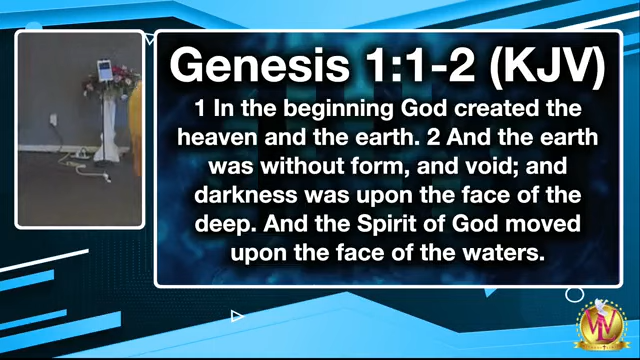 Genesis 1:1-2 (KJV)
1 In the beginning God created the
heaven and the earth. 2 And the earth
was without form, and void; and
darkness was upon the face of the
deep. And the Spirit of God moved
upon the face of the waters.